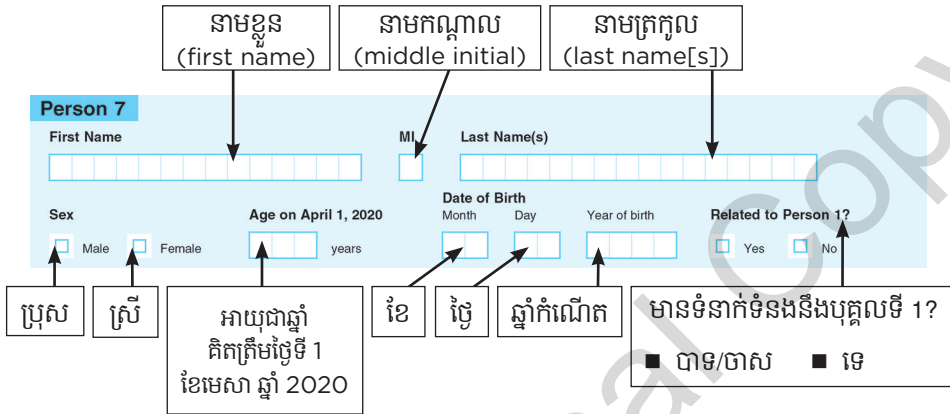 នាមខ្លួន
(first name)
នាមកណ្តាល
(middle initial)
នាមត្រកូល
(last name[s])
Person 7
First Name
MI
Last Name(s)
Sex
Male
Female
Age on April 1, 2020
years
Date of Birth
Month
Day
Year of birth
Related to Person 1?
Yes
No
ប្រុស
ស្រី
អាយុជាឆ្នាំ
គិតត្រឹមថ្ងៃទី 1
ខែមេសា ឆ្នាំ 2020
ខែ
ថ្ងៃ
ឆ្នាំកំណើត
មានទំនាក់ទំនងនឹងបុគ្គលទី 1?
■ បាទ/ចាស ■ ទេ